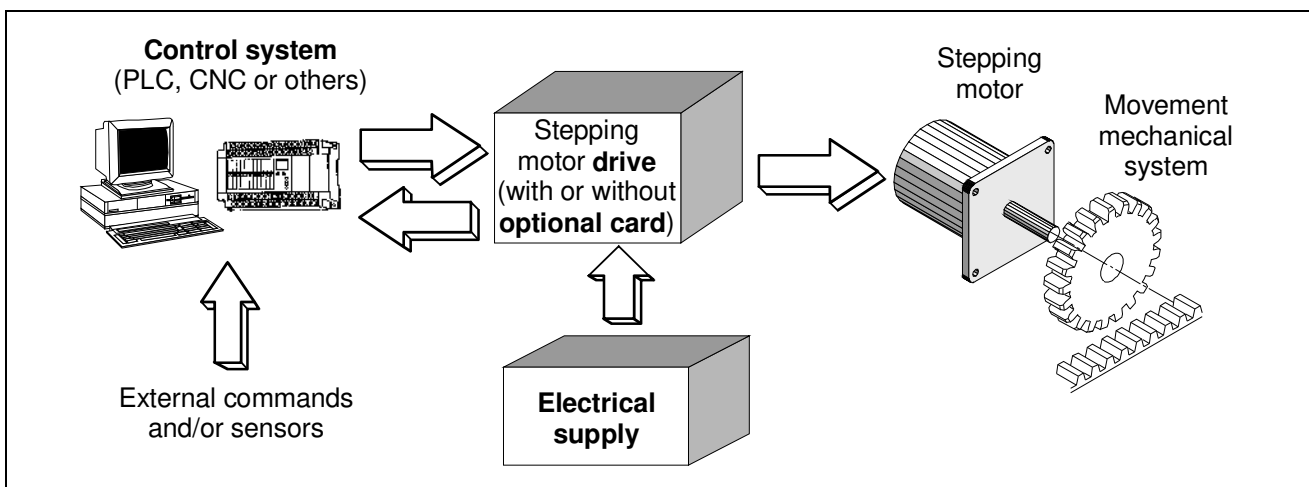 Control system
(PLC, CNC or others)
Stepping
motor drive
(with or without
optional card)
Stepping
motor
Movement
mechanical
system
External commands
and/or sensors
Electrical
supply